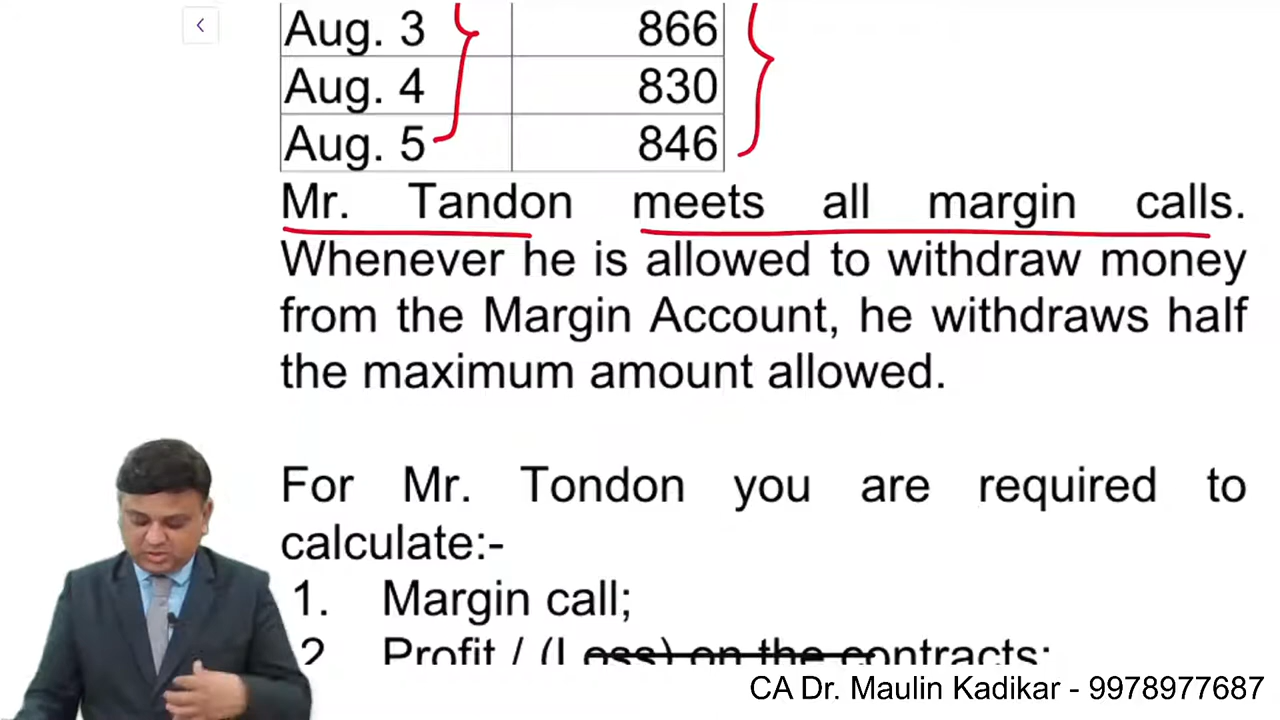 Aug. 3 866
Aug. 4 830
Aug. 5 846
Mr. Tandon meets all margin calls.
Whenever he is allowed to withdraw money
from the Margin Account, he withdraws half
the maximum amount allowed.
For Mr. Tondon you are required to
calculate:-
1. Margin call;
2 Profit / (Loss) on the contracts;
CA Dr. Maulin Kadikar - 9978977687